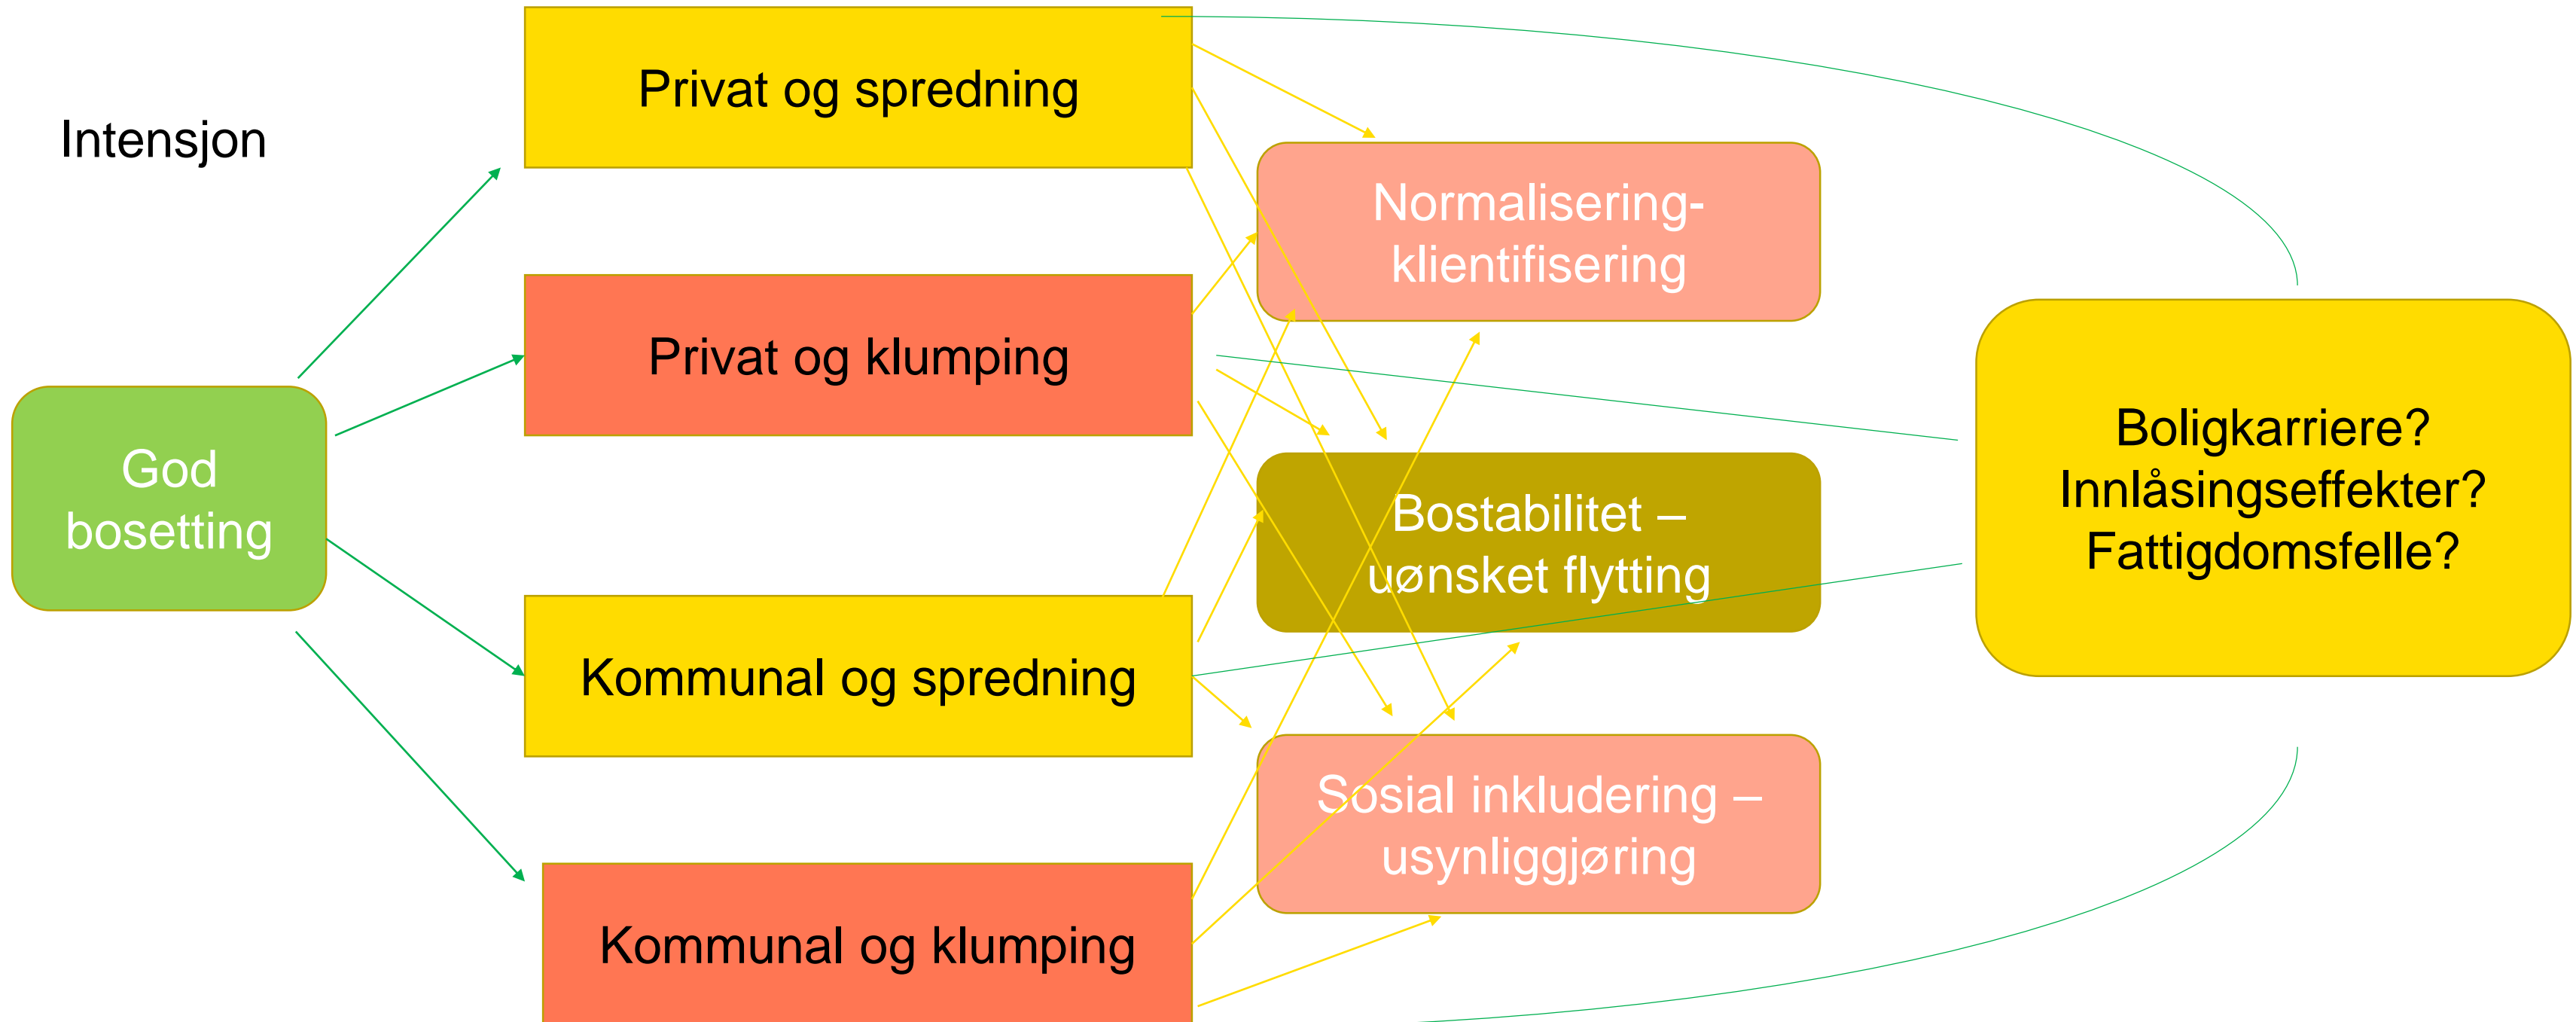 Intensjon
God
bosetting
Privat og spredning
Privat og klumping
Kommunal og spredning
Kommunal og klumping
Normalisering-
klientifisering
Bostabilitet –
uønsket flytting
Sosial inkludering –
usynliggjøring
Boligkarriere?
Innlåsingseffekter?
Fattigdomsfelle?